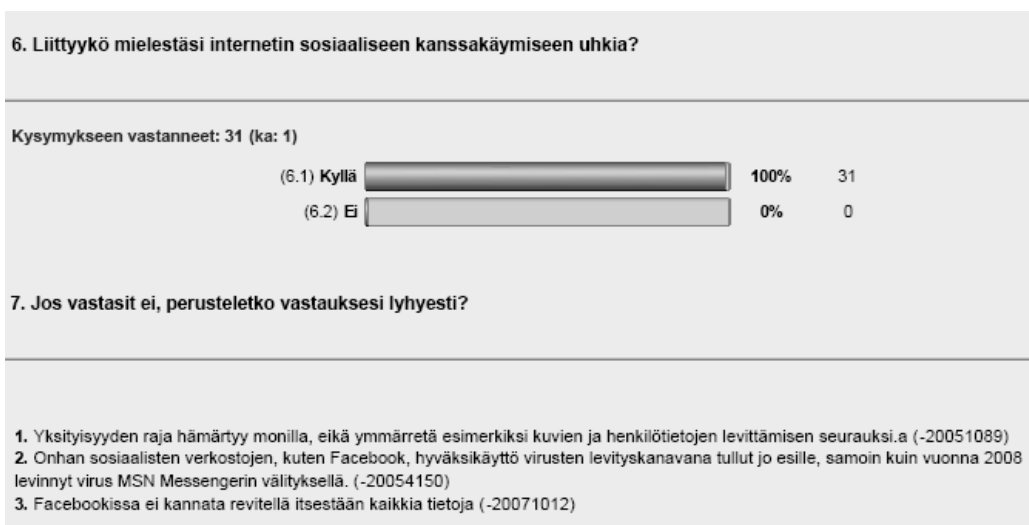 6. Liittyykö mielestäsi internetin sosiaaliseen kanssakäymiseen uhkia?
Kysymykseen vastanneet: 31 (ka: 1)
(6.1) Kyllä 100% 31
(6.2) Ei 0% 0
7. Jos vastasit ei, perusteletko vastauksesi lyhyesti?
1. Yksityisyyden raja hämärtyy monilla, eikä ymmärretä esimerkiksi kuvien ja henkilötietojen levittämisen seurauksi.a (-20051089)
2. Onhan sosiaalisten verkostojen, kuten Facebook, hyväksikäyttö virusten levityskanavana tullut jo esille, samoin kuin vuonna 2008
levinnyt virus MSN Messengerin välityksellä. (-20054150)
3. Facebookissa ei kannata revitellä itsestään kaikkia tietoja (-20071012)